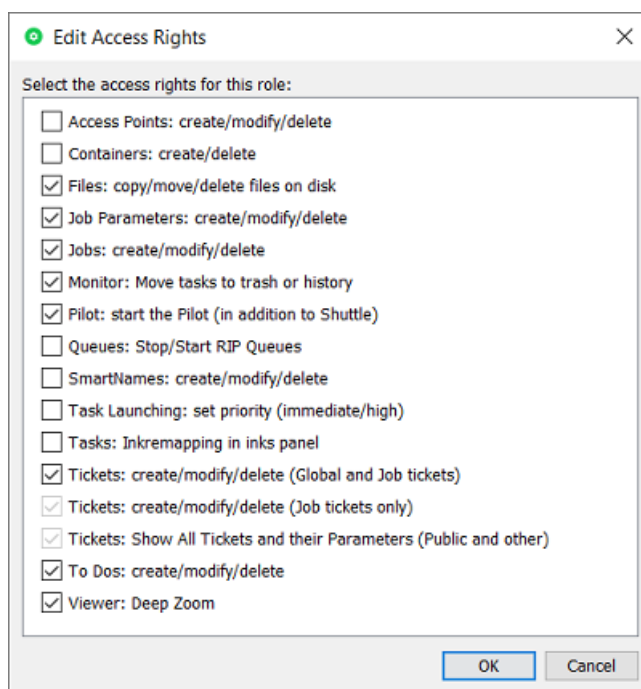 Edit Access Rights
Select the access rights for this role:
Access Points: create/modify/delete
Containers: create/delete
Files: copy/move/delete files on disk
Job Parameters: create/modify/delete
Jobs: create/modify/delete
Monitor: Move tasks to trash or history
Pilot: start the Pilot (in addition to Shuttle)
Queues: Stop/Start RIP Queues
SmartNames: create/modify/delete
Task Launching: set priority (immediate/high)
Tasks: Inkremapping in inks panel
Tickets: create/modify/delete (Global and Job tickets)
Tickets: create/modify/delete (Job tickets only)
Tickets: Show All Tickets and their Parameters (Public and other)
To Dos: create/modify/delete
Viewer: Deep Zoom
OK Cancel